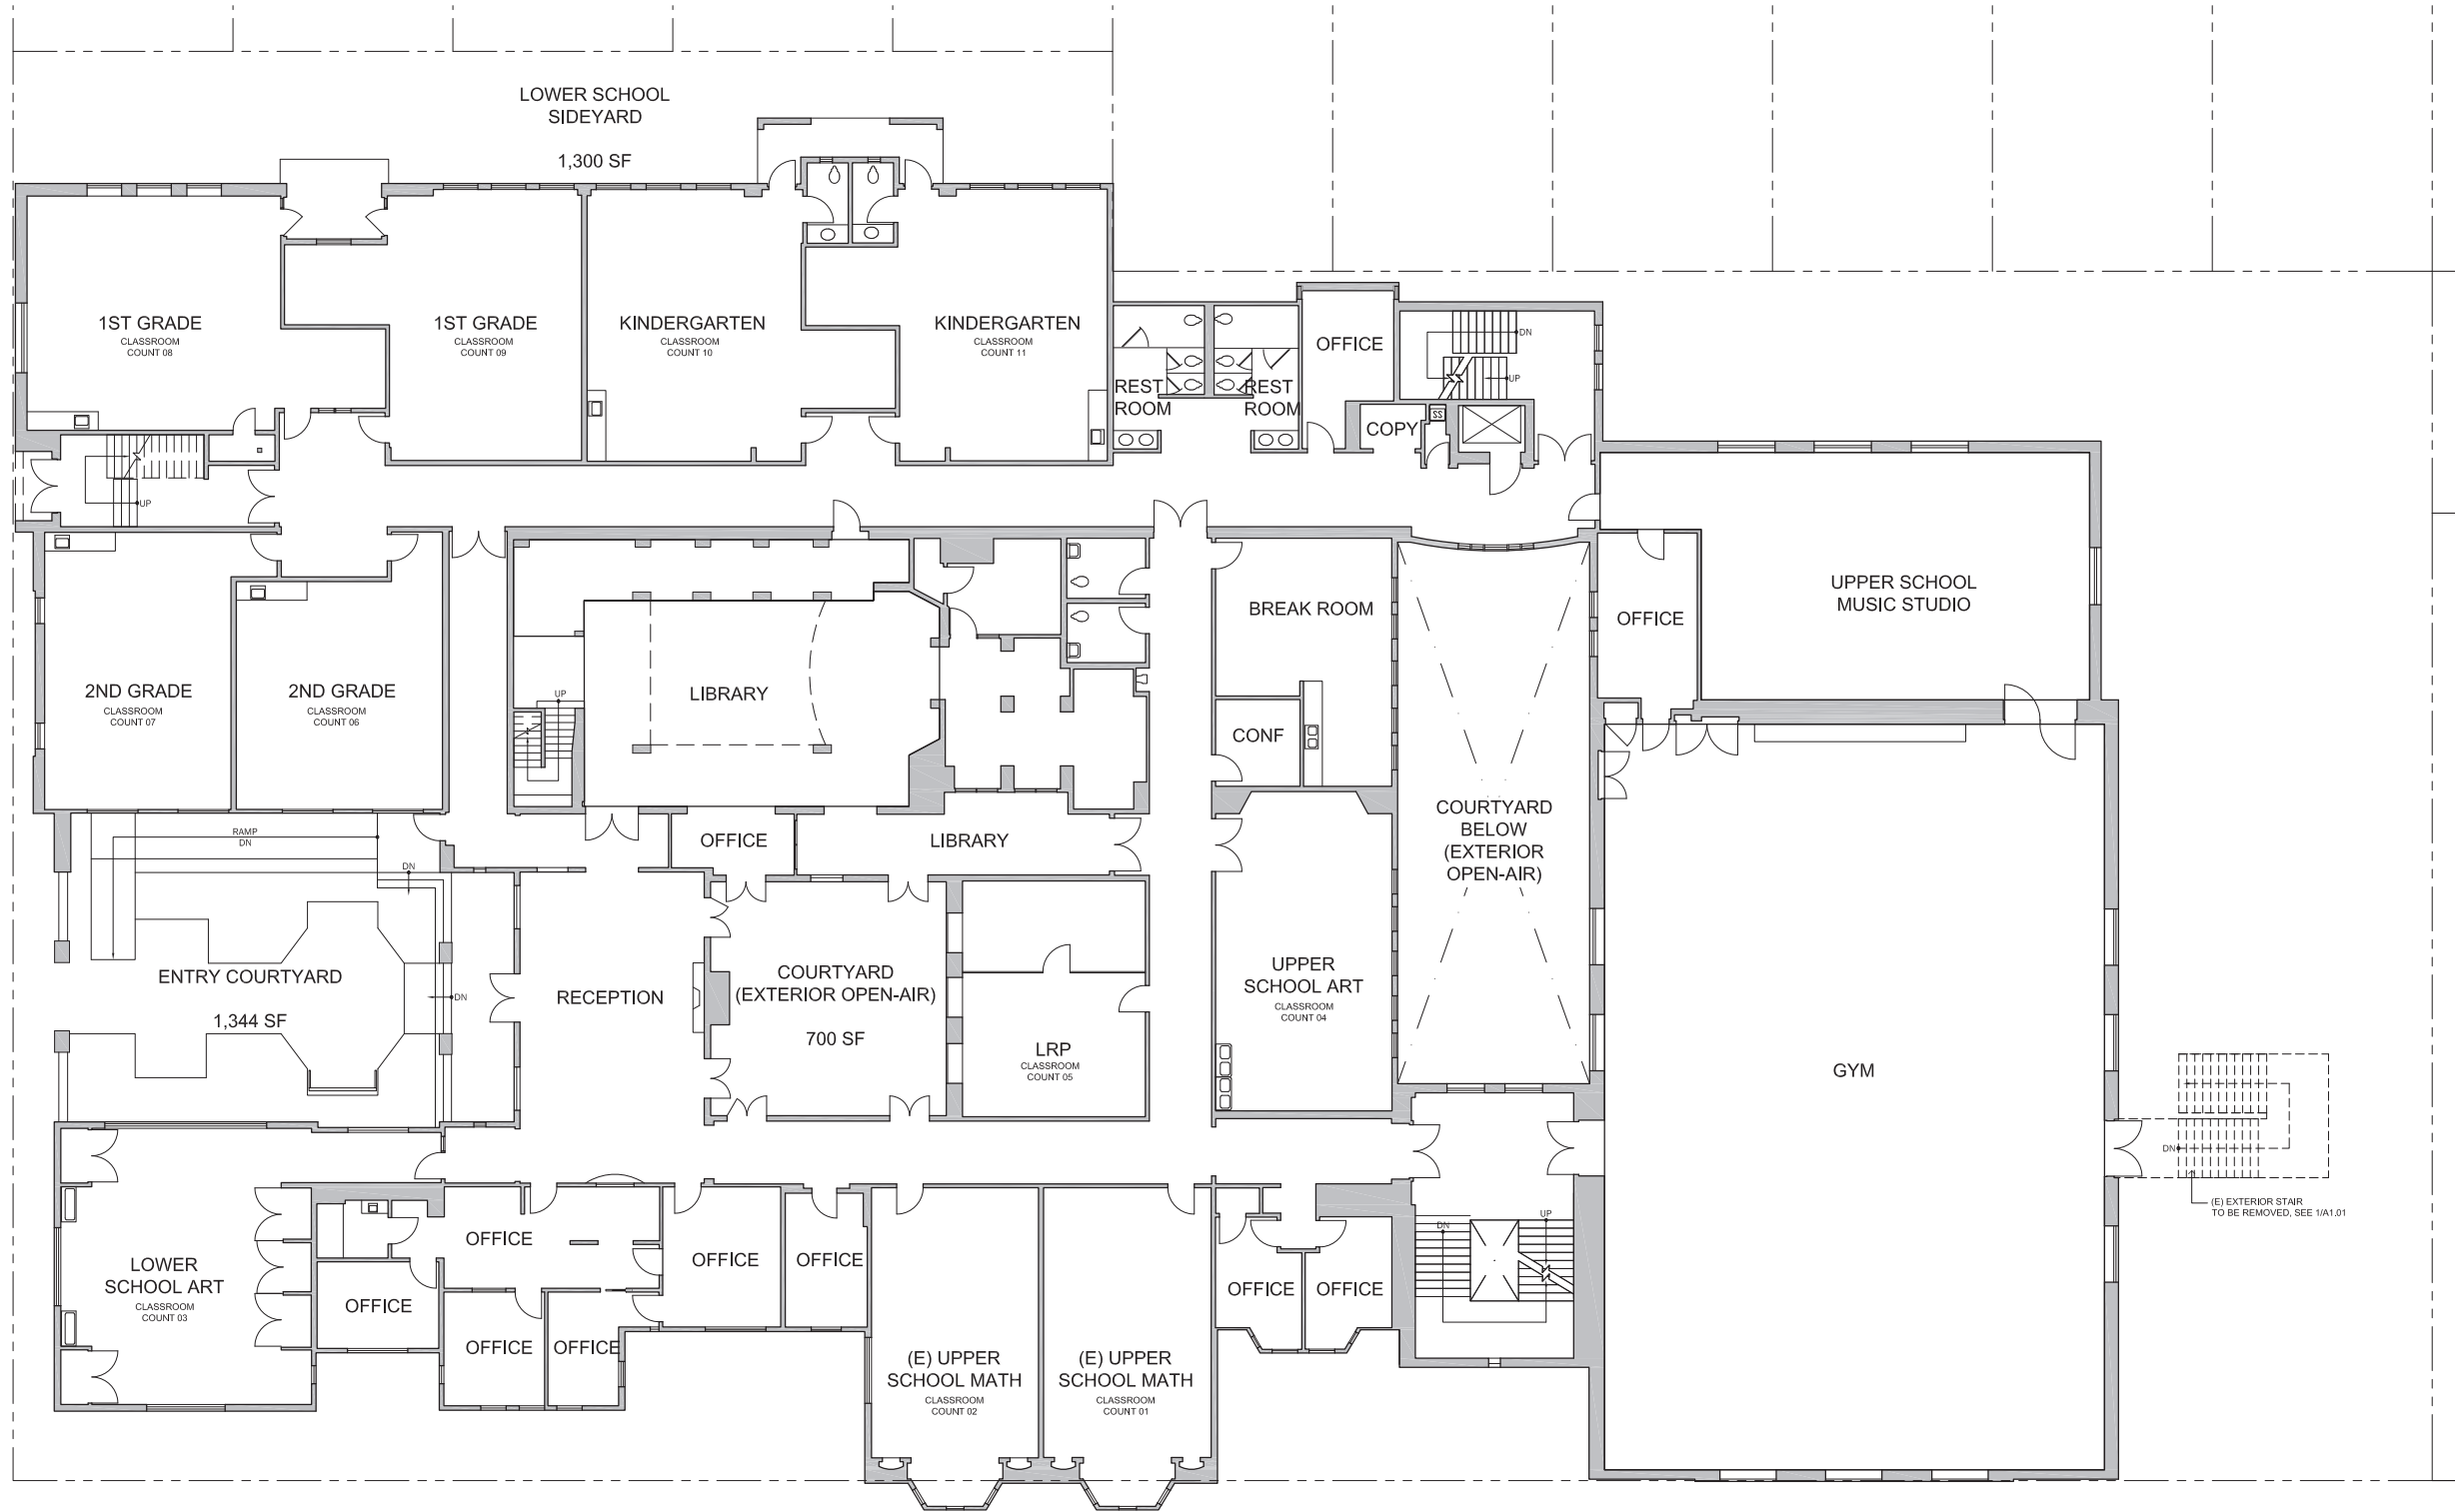 LOWER SCHOOL
SIDEYARD
1,300 SF
1ST GRADE
CLASSROOM
COUNT 08
1ST GRADE
CLASSROOM
COUNT 09
KINDERGARTEN
CLASSROOM
COUNT 10
KINDERGARTEN
CLASSROOM
COUNT 11
REST
ROOM
REST
ROOM
OFFICE
COPY
SS
DN
UP
UP
2ND GRADE
CLASSROOM
COUNT 07
2ND GRADE
CLASSROOM
COUNT 06
UP
LIBRARY
BREAK ROOM
CONF
OFFICE
UPPER SCHOOL
MUSIC STUDIO
RAMP
DN
DN
OFFICE
LIBRARY
COURTYARD
BELOW
(EXTERIOR
OPEN-AIR)
ENTRY COURTYARD
1,344 SF
DN
RECEPTION
COURTYARD
(EXTERIOR OPEN-AIR)
700 SF
LRP
CLASSROOM
COUNT 05
UPPER
SCHOOL ART
CLASSROOM
COUNT 04
GYM
DN
(E) EXTERIOR STAIR
TO BE REMOVED, SEE 1/A1.01
LOWER
SCHOOL ART
CLASSROOM
COUNT 03
OFFICE
OFFICE
OFFICE
OFFICE
OFFICE
OFFICE
(E) UPPER
SCHOOL MATH
CLASSROOM
COUNT 02
(E) UPPER
SCHOOL MATH
CLASSROOM
COUNT 01
OFFICE
OFFICE
DN
UP